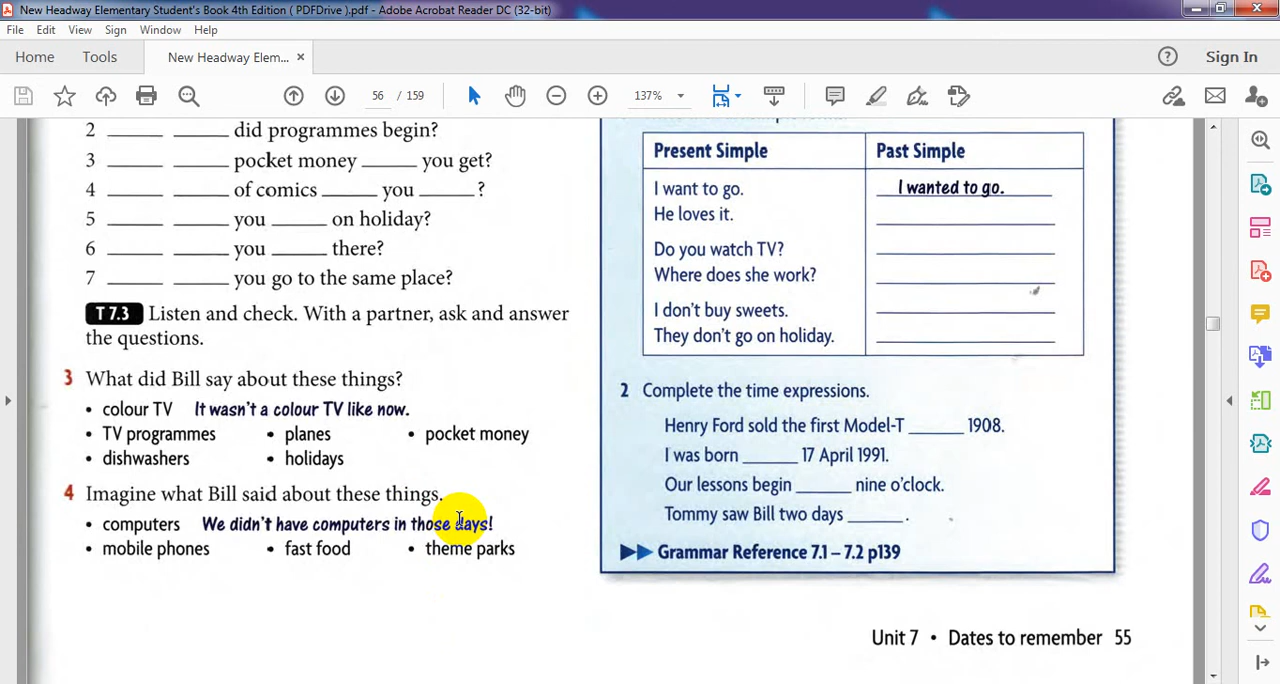 New Headway Elementary Student's Book 4th Edition ( PDFDrive ).pdf - Adobe Acrobat Reader DC (32-bit)
File Edit View Sign Window Help
Home Tools New Headway Elem... × Sign In
56 / 159 137%
2 ______ ______ did programmes begin?
3 ______ ______ pocket money ______ you get?
4 ______ ______ of comics ______ you ______?
5 ______ ______ you ______ on holiday?
6 ______ ______ you ______ there?
7 ______ ______ you go to the same place?
T 7.3 Listen and check. With a partner, ask and answer
the questions.
3 What did Bill say about these things?
• colour TV It wasn't a colour TV like now.
• TV programmes • planes • pocket money
• dishwashers • holidays
4 Imagine what Bill said about these things.
• computers We didn't have computers in those days!
• mobile phones • fast food • theme parks
Present Simple Past Simple
I want to go. I wanted to go.
He loves it.
Do you watch TV?
Where does she work?
I don't buy sweets.
They don't go on holiday.
2 Complete the time expressions.
Henry Ford sold the first Model-T ______ 1908.
I was born ______ 17 April 1991.
Our lessons begin ______ nine o'clock.
Tommy saw Bill two days ______.
Grammar Reference 7.1 – 7.2 p139
Unit 7 • Dates to remember 55